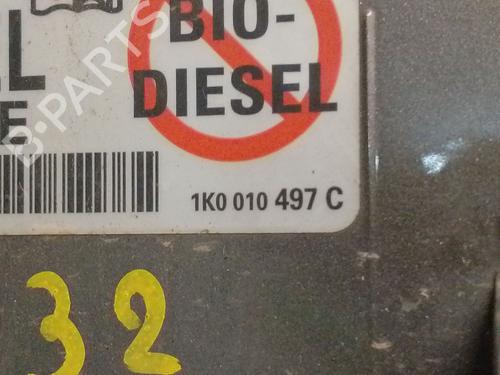 BIO-
DIESEL
1K0 010 497 C
32
B-PARTS